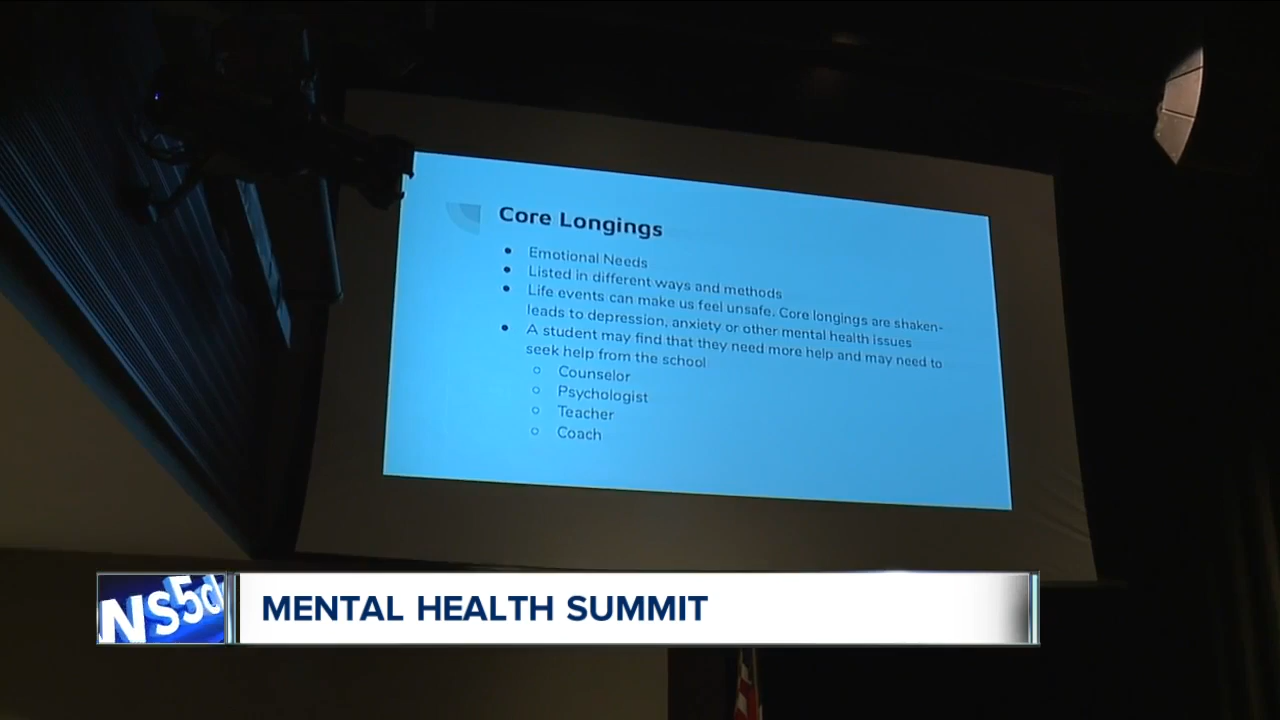 Core Longings
● Emotional Needs
● Listed in different ways and methods
● Life events can make us feel unsafe. Core longings are shaken-
leads to depression, anxiety or other mental health issues
● A student may find that they need more help and may need to
seek help from the school
○ Counselor
○ Psychologist
○ Teacher
○ Coach
NS5cl MENTAL HEALTH SUMMIT